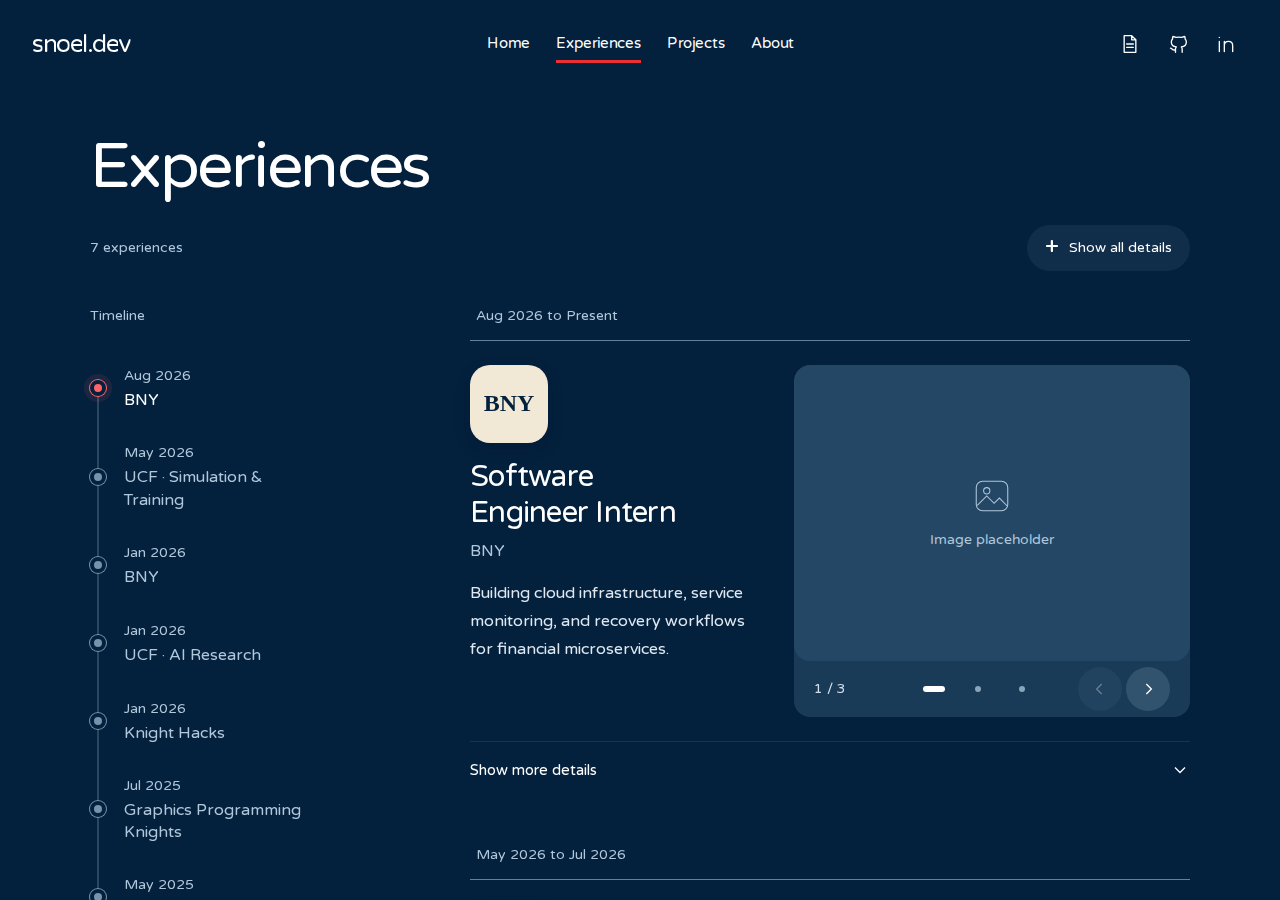 snoel.dev
Home
Experiences
Projects
About
in
Experiences
7 experiences
Show all details
Timeline
Aug 2026
BNY
May 2026
UCF · Simulation &
Training
Jan 2026
BNY
Jan 2026
UCF · AI Research
Jan 2026
Knight Hacks
Jul 2025
Graphics Programming
Knights
May 2025
Aug 2026 to Present
BNY
Software
Engineer Intern
BNY
Building cloud infrastructure, service
monitoring, and recovery workflows
for financial microservices.
Image placeholder
1 / 3
Show more details
May 2026 to Jul 2026